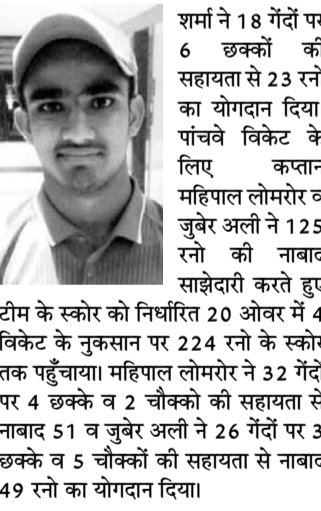 शर्मा ने 18 गेंदों पर
6 छक्कों की
सहायता से 23 रनो
का योगदान दिया
पांचवे विकेट के
लिए कप्तान
महिपाल लोमरोर व
जुबेर अली ने 125
रनो की नाबाद
साझेदारी करते हुए
टीम के स्कोर को निर्धारित 20 ओवर में 4
विकेट के नुकसान पर 224 रनो के स्कोर
तक पहुँचाया। महिपाल लोमरोर ने 32 गेंदों
पर 4 छक्के व 2 चौक्को की सहायता से
नाबाद 51 व जुबेर अली ने 26 गेंदों पर 3
छक्के व 5 चौक्कों की सहायता से नाबाद
49 रनो का योगदान दिया।